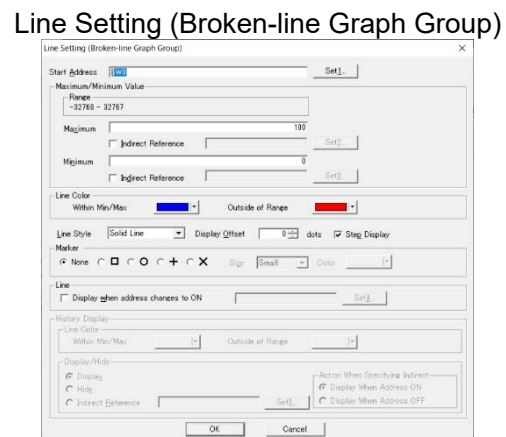 Line Setting (Broken-line Graph Group)
Line Setting (Broken-line Graph Group)
Start Address Set1...
Maximum/Minimum Value
Range
-32768 - 32767
Maximum 100
Indirect Reference Set2...
Minimum 0
Indirect Reference Set3...
Line Color
Within Min/Max Outside of Range
Line Style Solid Line Display Offset 0 dots Step Display
Marker
None Size Small Color
Line
Display when address changes to ON Set4...
History Display
Line Color
Within Min/Max Outside of Range
Display/Hide
Display
Hide
Indirect Reference Set5...
Action When Specifying Indirect
Display When Address ON
Display When Address OFF
OK Cancel